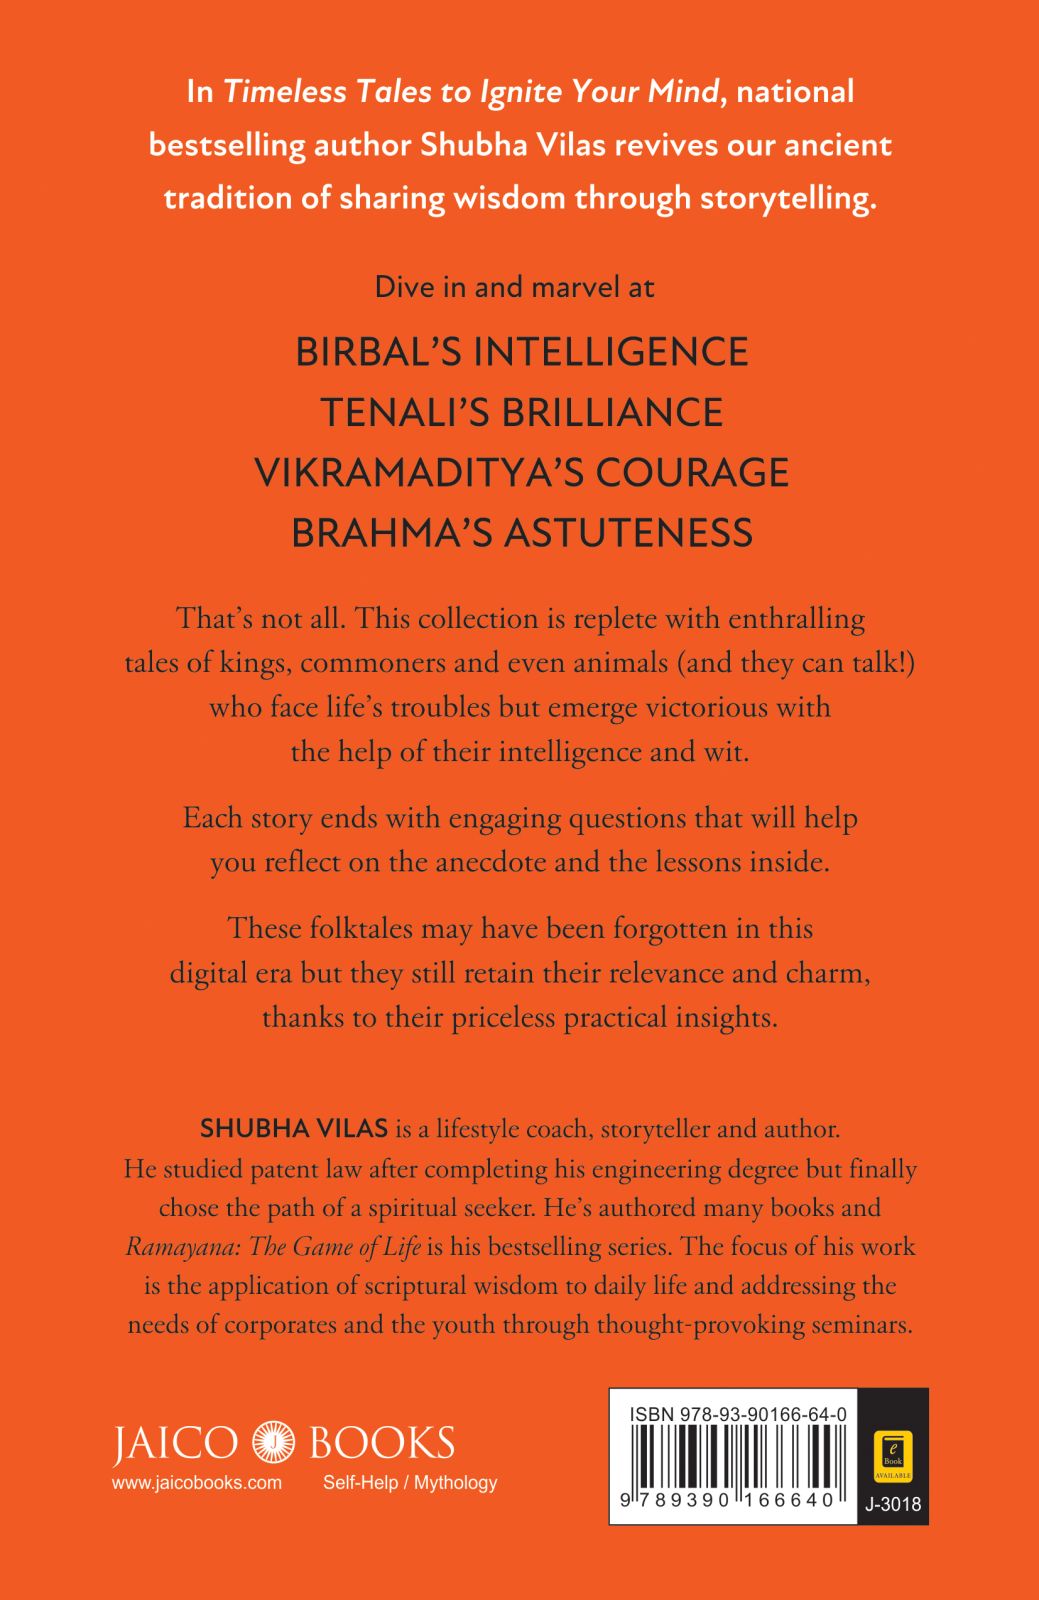 In Timeless Tales to Ignite Your Mind, national
bestselling author Shubha Vilas revives our ancient
tradition of sharing wisdom through storytelling.
Dive in and marvel at
BIRBAL’S INTELLIGENCE
TENALI’S BRILLIANCE
VIKRAMADITYA’S COURAGE
BRAHMA’S ASTUTENESS
That’s not all. This collection is replete with enthralling
tales of kings, commoners and even animals (and they can talk!)
who face life’s troubles but emerge victorious with
the help of their intelligence and wit.
Each story ends with engaging questions that will help
you reflect on the anecdote and the lessons inside.
These folktales may have been forgotten in this
digital era but they still retain their relevance and charm,
thanks to their priceless practical insights.
SHUBHA VILAS is a lifestyle coach, storyteller and author.
He studied patent law after completing his engineering degree but finally
chose the path of a spiritual seeker. He’s authored many books and
Ramayana: The Game of Life is his bestselling series. The focus of his work
is the application of scriptural wisdom to daily life and addressing the
needs of corporates and the youth through thought-provoking seminars.
JAICO J BOOKS
www.jaicobooks.com Self-Help / Mythology
ISBN 978-93-90166-64-0
9 789390 166640
e
Book
AVAILABLE
J-3018